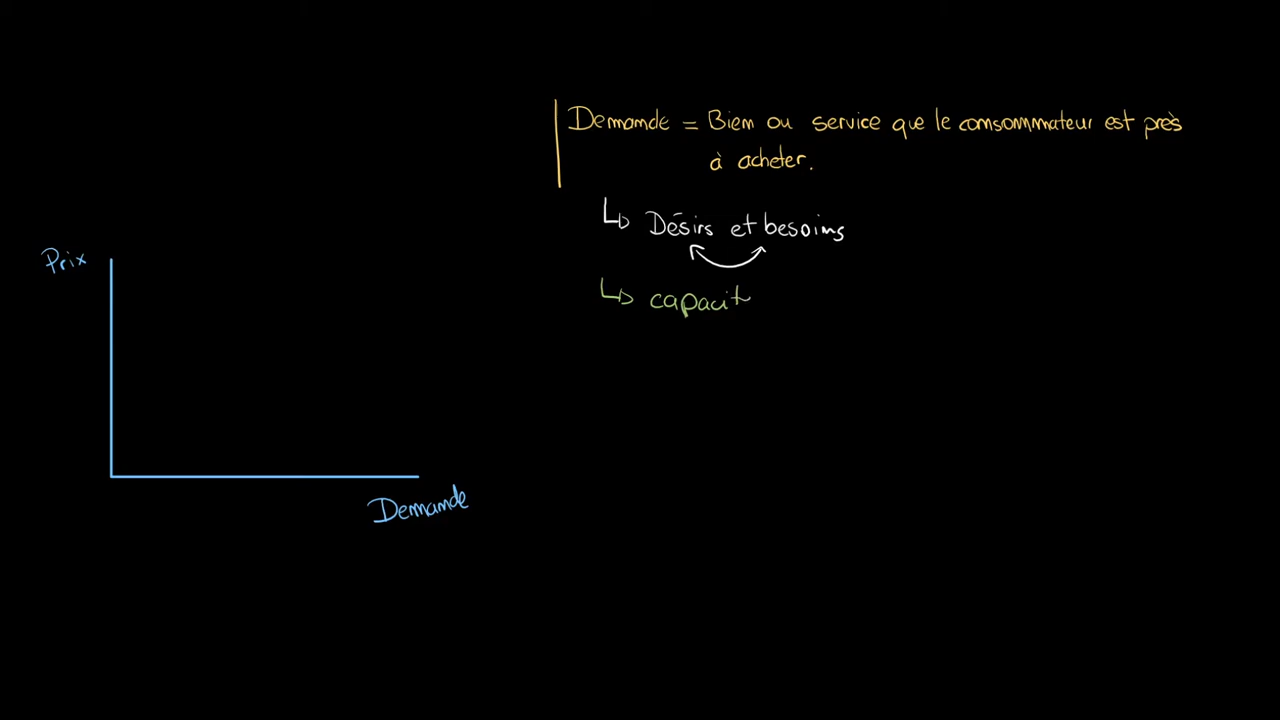 Demande = Bien ou service que le consommateur est près
à acheter.
Désirs et besoins
capacit
Prix
Demande